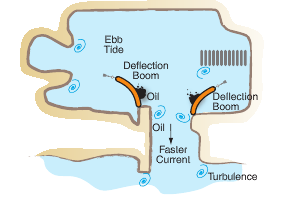 Ebb
Tide
Deflection
Boom
Oil
Deflection
Boom
Oil
Faster
Current
Turbulence